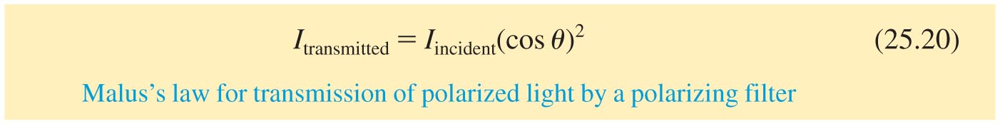 I_transmitted = I_incident(cos θ)² (25.20)
Malus's law for transmission of polarized light by a polarizing filter